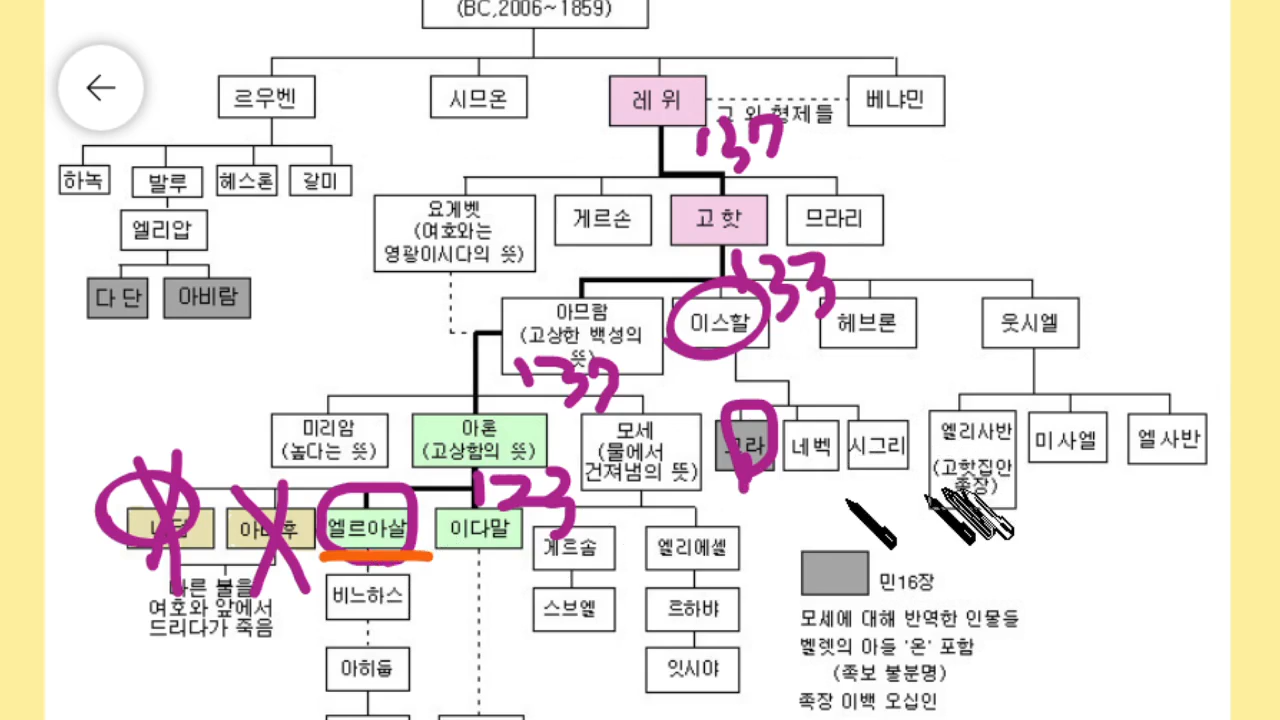 (BC,2006~1859)
르우벤
시므온
레 위
베냐민
그 외 형제들
137
하녹
발루
헤스론
갈미
요게벳
(여호와는
영광이시다의 뜻)
게르손
고 핫
므라리
엘리압
133
다 단
아비람
아므람
(고상한 백성의
뜻)
이스할
헤브론
웃시엘
137
미리암
(높다는 뜻)
아론
(고상함의 뜻)
모세
(물에서
건져냄의 뜻)
네벡
시그리
엘리사반
(고핫집안
족장)
미사엘
엘사반
123
엘르아살
이다말
게르솜
엘리에셀
다른 불을
여호와 앞에서
드리다가 죽음
비느하스
스브엘
르하뱌
민16장
모세에 대해 반역한 인물들
벨렛의 아들 '온' 포함
(족보 불분명)
족장 이백 오십인
아히둡
잇시야